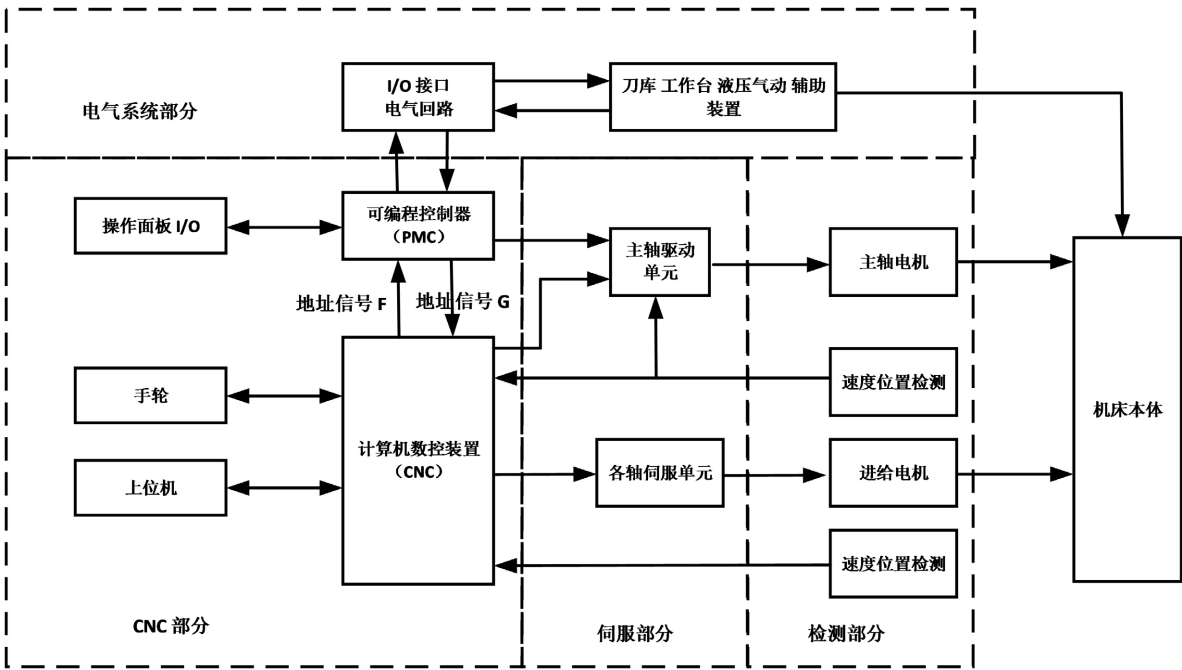 I/O 接口
电气回路
刀库 工作台 液压气动 辅助
装置
电气系统部分
操作面板 I/O
可编程控制器
（PMC）
主轴驱动
单元
主轴电机
地址信号 F
地址信号 G
手轮
速度位置检测
机床本体
计算机数控装置
（CNC）
上位机
各轴伺服单元
进给电机
速度位置检测
CNC 部分
伺服部分
检测部分